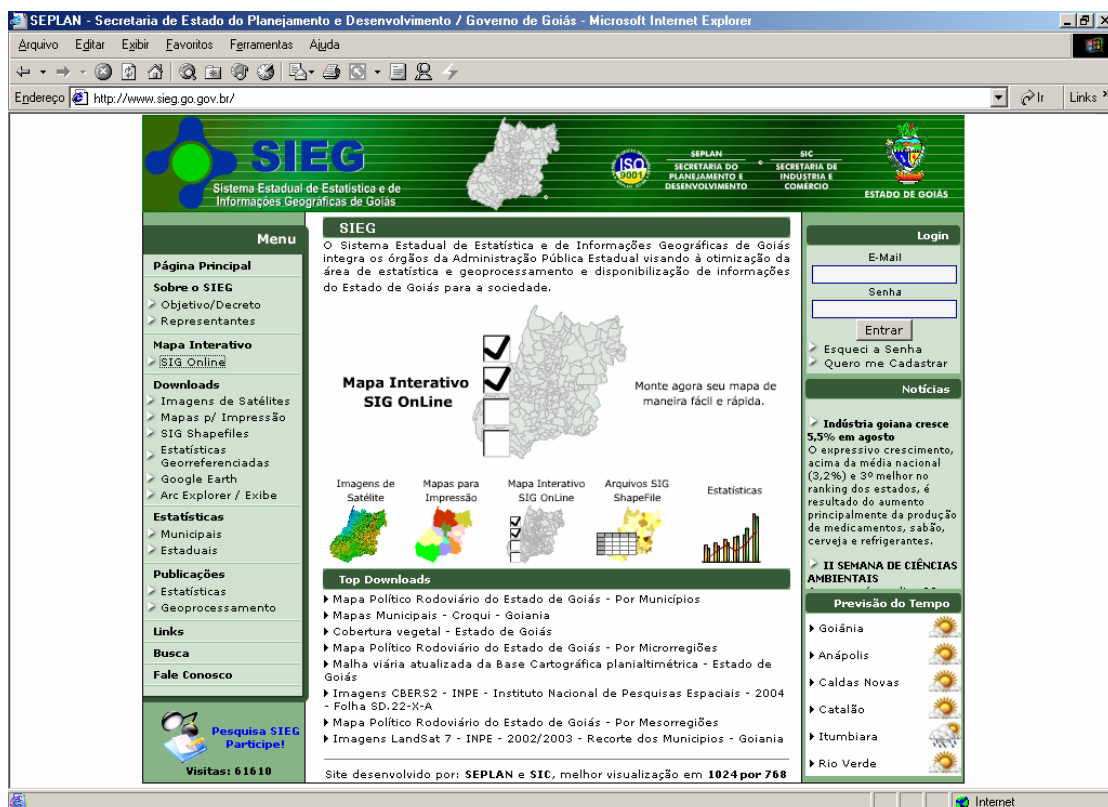 SEPLAN - Secretaria de Estado do Planejamento e Desenvolvimento / Governo de Goiás - Microsoft Internet Explorer
Arquivo Editar Exibir Favoritos Ferramentas Ajuda
Endereço http://www.sieg.go.gov.br/ Ir Links
SIEG
Sistema Estadual de Estatística e de
Informações Geográficas de Goiás
ISO
9001
SEPLAN
SECRETARIA DO
PLANEJAMENTO E
DESENVOLVIMENTO
SIC
SECRETARIA DE
INDÚSTRIA E
COMÉRCIO
ESTADO DE GOIÁS
Menu
Página Principal
Sobre o SIEG
Objetivo/Decreto
Representantes
Mapa Interativo
SIG Online
Downloads
Imagens de Satélites
Mapas p/ Impressão
SIG Shapefiles
Estatísticas
Georreferenciadas
Google Earth
Arc Explorer / Exibe
Estatísticas
Municipais
Estaduais
Publicações
Estatísticas
Geoprocessamento
Links
Busca
Fale Conosco
Pesquisa SIEG
Participe!
Visitas: 61610
SIEG
O Sistema Estadual de Estatística e de Informações Geográficas de Goiás
integra os órgãos da Administração Pública Estadual visando à otimização da
área de estatística e geoprocessamento e disponibilização de informações
do Estado de Goiás para a sociedade.
Mapa Interativo
SIG OnLine
Monte agora seu mapa de
maneira fácil e rápida.
Imagens de
Satélite
Mapas para
Impressão
Mapa Interativo
SIG OnLine
Arquivos SIG
ShapeFile
Estatísticas
Top Downloads
Mapa Político Rodoviário do Estado de Goiás - Por Municípios
Mapas Municipais - Croqui - Goiania
Cobertura vegetal - Estado de Goiás
Mapa Político Rodoviário do Estado de Goiás - Por Microrregiões
Malha viária atualizada da Base Cartográfica planialtimétrica - Estado de
Goiás
Imagens CBERS2 - INPE - Instituto Nacional de Pesquisas Espaciais - 2004
- Folha SD.22-X-A
Mapa Político Rodoviário do Estado de Goiás - Por Mesorregiões
Imagens LandSat 7 - INPE - 2002/2003 - Recorte dos Municipios - Goiania
Site desenvolvido por: SEPLAN e SIC, melhor visualização em 1024 por 768
Login
E-Mail
Senha
Entrar
Esqueci a Senha
Quero me Cadastrar
Notícias
Indústria goiana cresce
5,5% em agosto
O expressivo crescimento,
acima da média nacional
(3,2%) e 3º melhor no
ranking dos estados, é
resultado do aumento
principalmente da produção
de medicamentos, sabão,
cerveja e refrigerantes.
II SEMANA DE CIÊNCIAS
AMBIENTAIS
Previsão do Tempo
Goiânia
Anápolis
Caldas Novas
Catalão
Itumbiara
Rio Verde
Internet